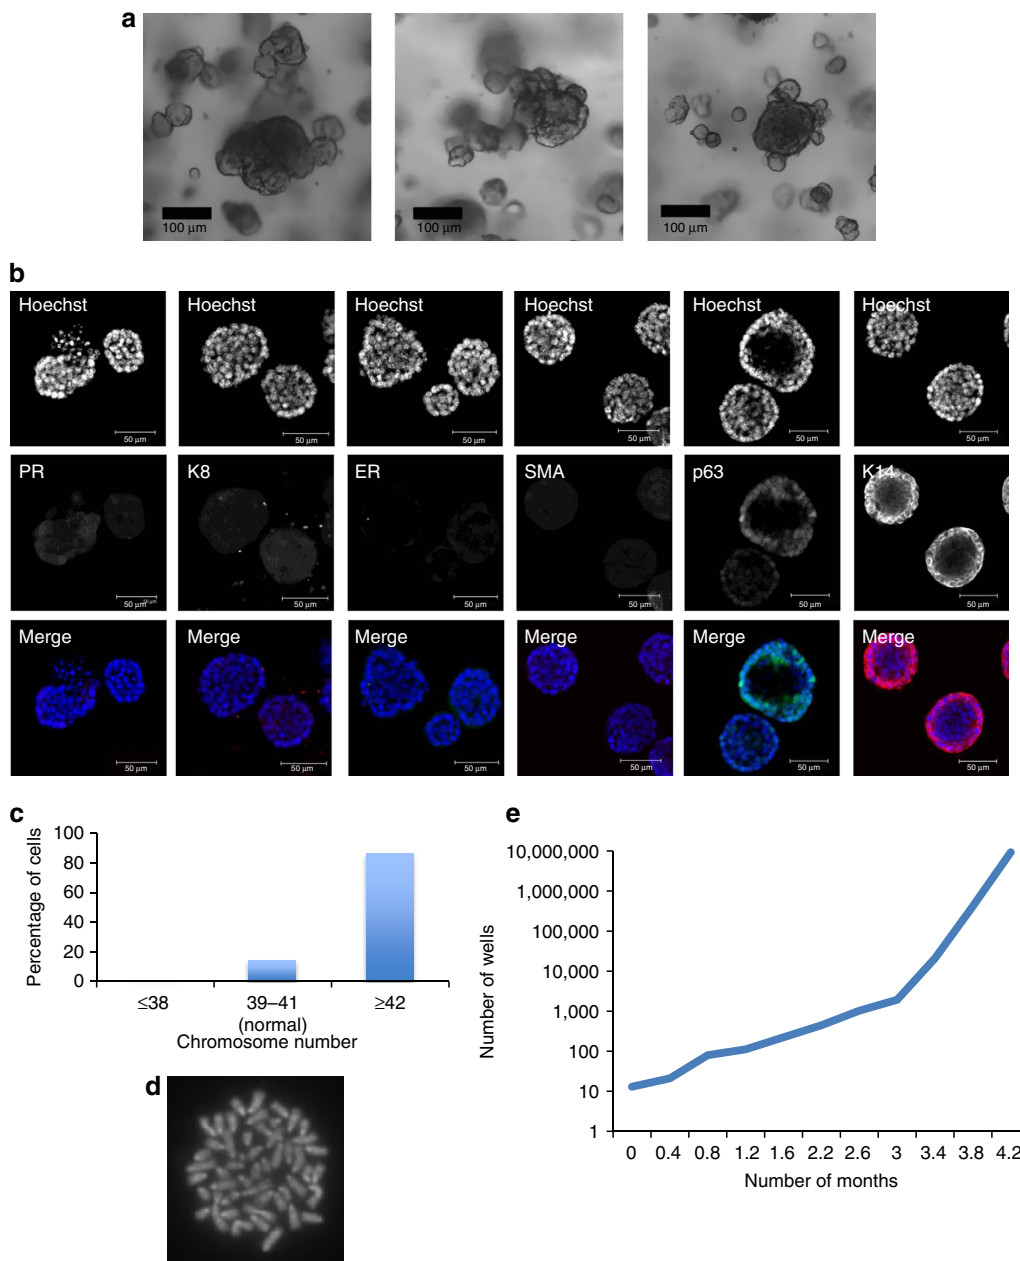 a
100 μm
100 μm
100 μm
b
Hoechst
Hoechst
Hoechst
Hoechst
Hoechst
Hoechst
50 μm
50 μm
50 μm
50 μm
50 μm
50 μm
PR
K8
ER
SMA
p63
K14
50 μm
50 μm
50 μm
50 μm
50 μm
50 μm
Merge
Merge
Merge
Merge
Merge
Merge
50 μm
50 μm
50 μm
50 μm
50 μm
50 μm
c
Percentage of cells
100
80
60
40
20
0
≤38
39–41
≥42
(normal)
Chromosome number
d
e
Number of wells
10,000,000
1,000,000
100,000
10,000
1,000
100
10
1
0 0.4 0.8 1.2 1.6 2.2 2.6 3 3.4 3.8 4.2
Number of months